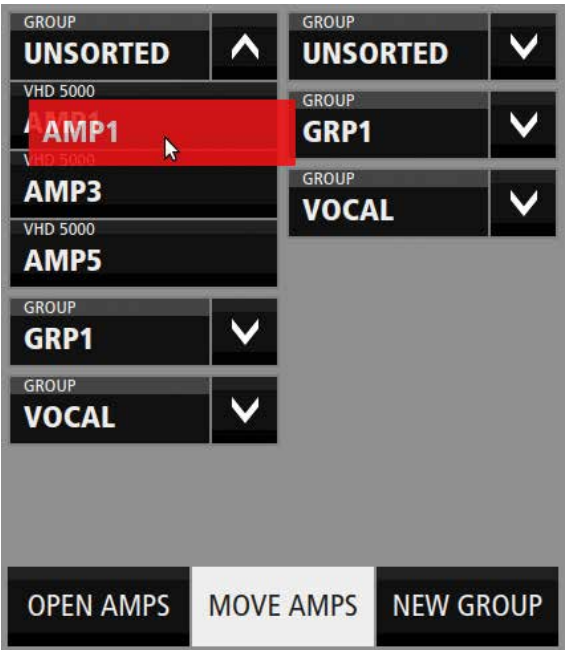 GROUP
UNSORTED
VHD 5000
AMP1
AMP1
VHD 5000
AMP3
VHD 5000
AMP5
GROUP
GRP1
GROUP
VOCAL
GROUP
UNSORTED
GROUP
GRP1
GROUP
VOCAL
OPEN AMPS
MOVE AMPS
NEW GROUP